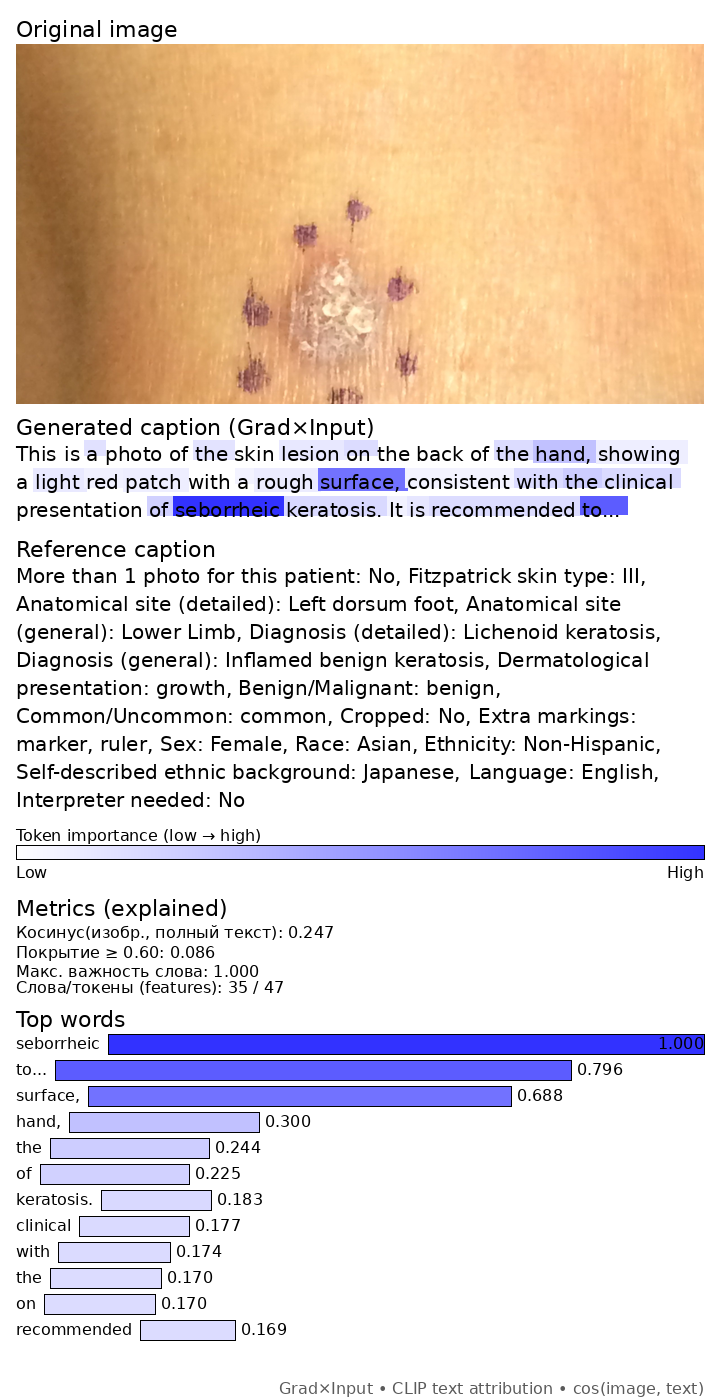 Original image
Generated caption (Grad×Input)
This is a photo of the skin lesion on the back of the hand, showing
a light red patch with a rough surface, consistent with the clinical
presentation of seborrheic keratosis. It is recommended to...
Reference caption
More than 1 photo for this patient: No, Fitzpatrick skin type: III,
Anatomical site (detailed): Left dorsum foot, Anatomical site
(general): Lower Limb, Diagnosis (detailed): Lichenoid keratosis,
Diagnosis (general): Inflamed benign keratosis, Dermatological
presentation: growth, Benign/Malignant: benign,
Common/Uncommon: common, Cropped: No, Extra markings:
marker, ruler, Sex: Female, Race: Asian, Ethnicity: Non-Hispanic,
Self-described ethnic background: Japanese, Language: English,
Interpreter needed: No
Token importance (low → high)
Low High
Metrics (explained)
Косинус(изобр., полный текст): 0.247
Покрытие ≥ 0.60: 0.086
Макс. важность слова: 1.000
Слова/токены (features): 35 / 47
Top words
seborrheic 1.000
to... 0.796
surface, 0.688
hand, 0.300
the 0.244
of 0.225
keratosis. 0.183
clinical 0.177
with 0.174
the 0.170
on 0.170
recommended 0.169
Grad×Input • CLIP text attribution • cos(image, text)